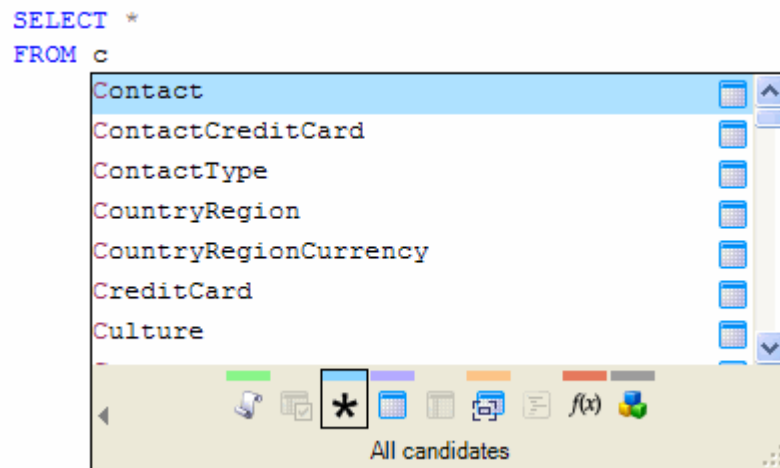 SELECT *
FROM c
Contact
ContactCreditCard
ContactType
CountryRegion
CountryRegionCurrency
CreditCard
Culture
* f(x)
All candidates